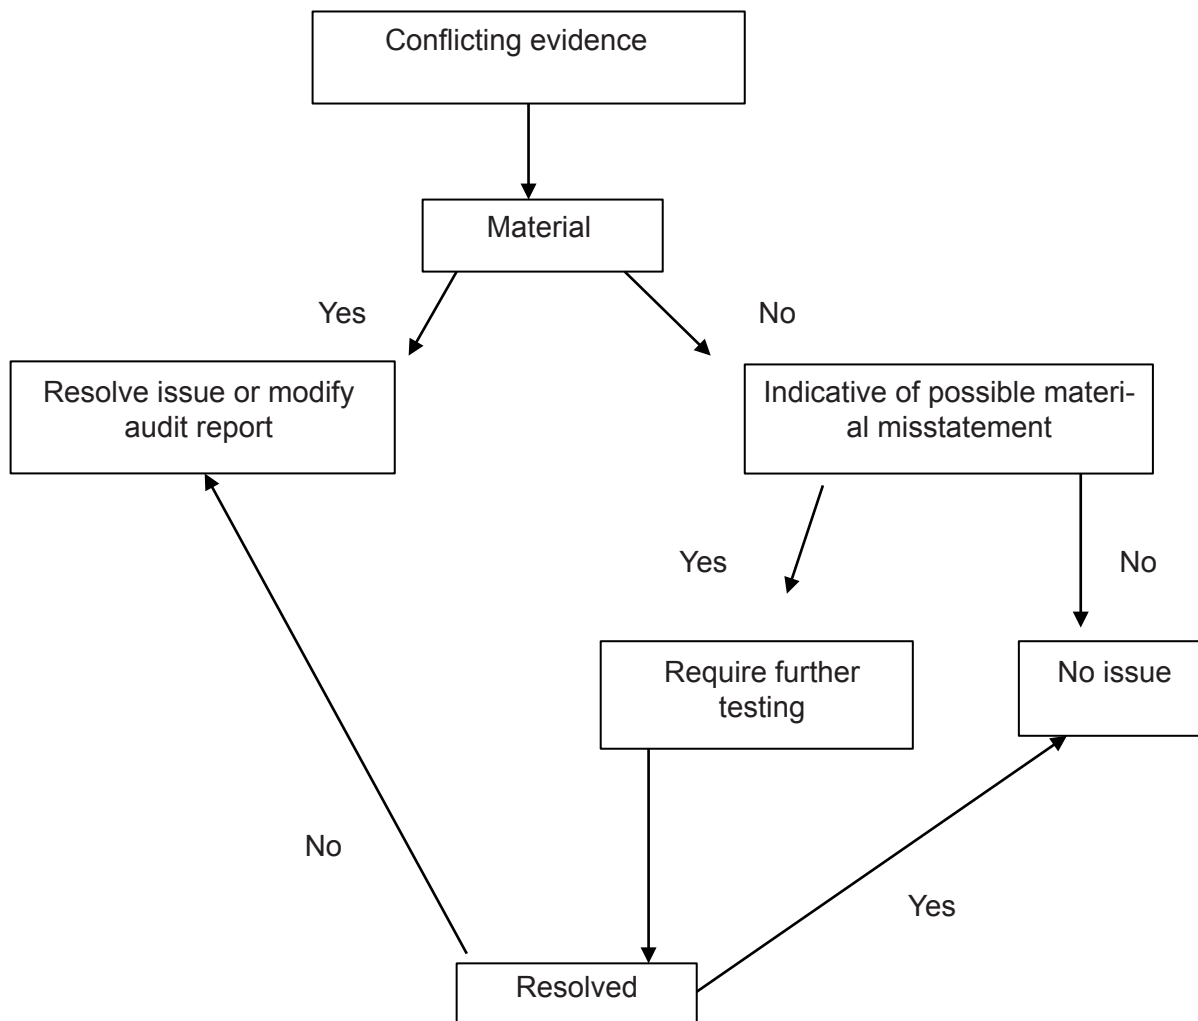 Conflicting evidence
Material
Yes
No
Resolve issue or modify
audit report
Indicative of possible materi-
al misstatement
Yes
No
Require further
testing
No issue
No
Yes
Resolved